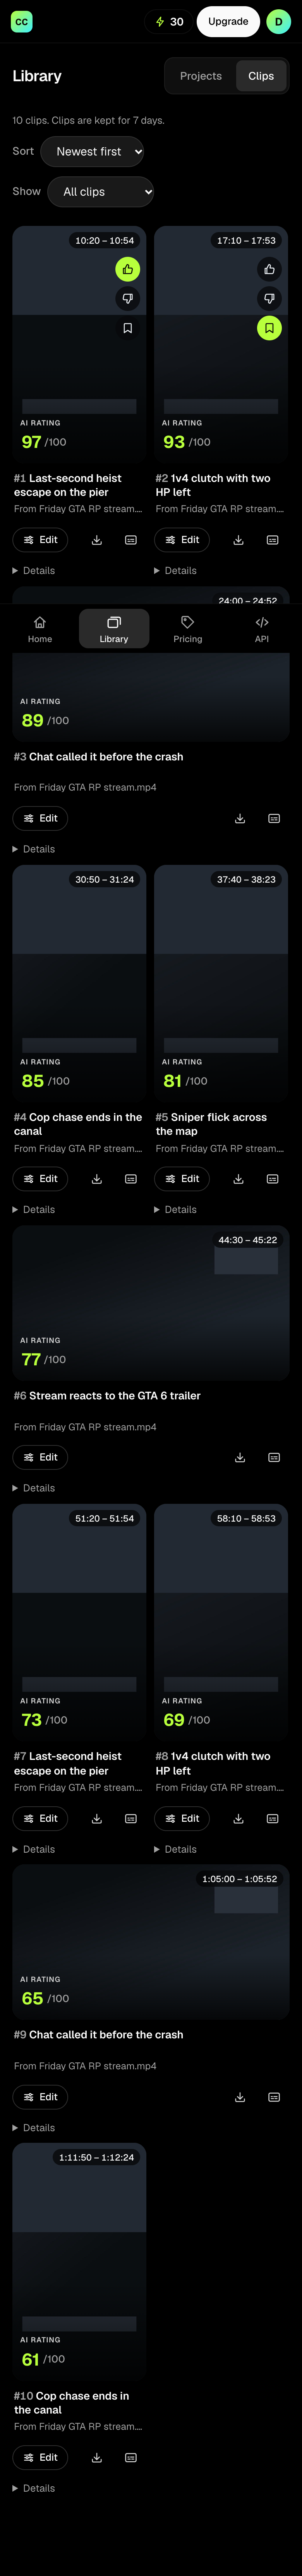 CC
30
Upgrade
D
Library
Projects
Clips
10 clips. Clips are kept for 7 days.
Sort
Newest first
Show
All clips
10:20 – 10:54
AI RATING
97 /100
#1 Last-second heist
escape on the pier
From Friday GTA RP stream....
Edit
Details
17:10 – 17:53
AI RATING
93 /100
#2 1v4 clutch with two
HP left
From Friday GTA RP stream....
Edit
Details
24:00 – 24:52
Home
Library
Pricing
API
AI RATING
89 /100
#3 Chat called it before the crash
From Friday GTA RP stream.mp4
Edit
Details
30:50 – 31:24
AI RATING
85 /100
#4 Cop chase ends in the
canal
From Friday GTA RP stream....
Edit
Details
37:40 – 38:23
AI RATING
81 /100
#5 Sniper flick across
the map
From Friday GTA RP stream....
Edit
Details
44:30 – 45:22
AI RATING
77 /100
#6 Stream reacts to the GTA 6 trailer
From Friday GTA RP stream.mp4
Edit
Details
51:20 – 51:54
AI RATING
73 /100
#7 Last-second heist
escape on the pier
From Friday GTA RP stream....
Edit
Details
58:10 – 58:53
AI RATING
69 /100
#8 1v4 clutch with two
HP left
From Friday GTA RP stream....
Edit
Details
1:05:00 – 1:05:52
AI RATING
65 /100
#9 Chat called it before the crash
From Friday GTA RP stream.mp4
Edit
Details
1:11:50 – 1:12:24
AI RATING
61 /100
#10 Cop chase ends in
the canal
From Friday GTA RP stream....
Edit
Details